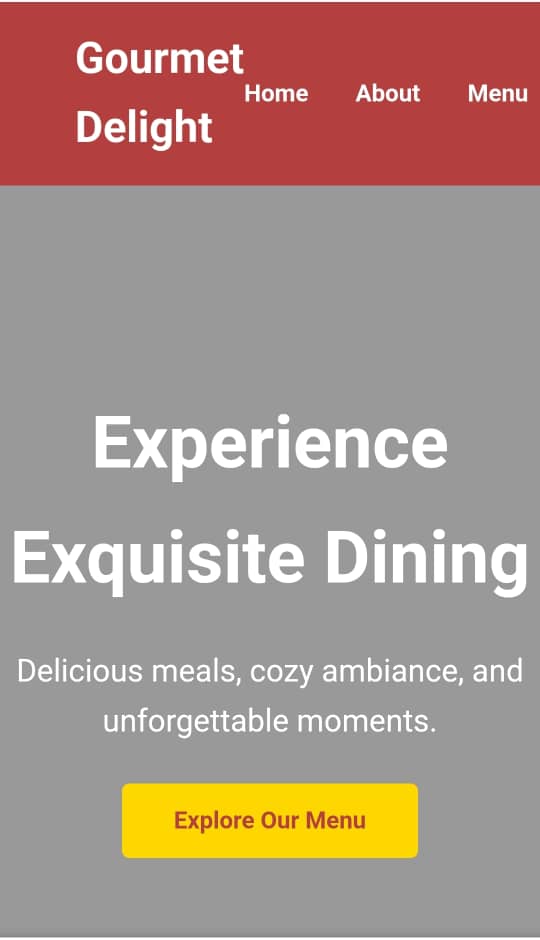 Gourmet
Delight
Home About Menu
Experience
Exquisite Dining
Delicious meals, cozy ambiance, and
unforgettable moments.
Explore Our Menu